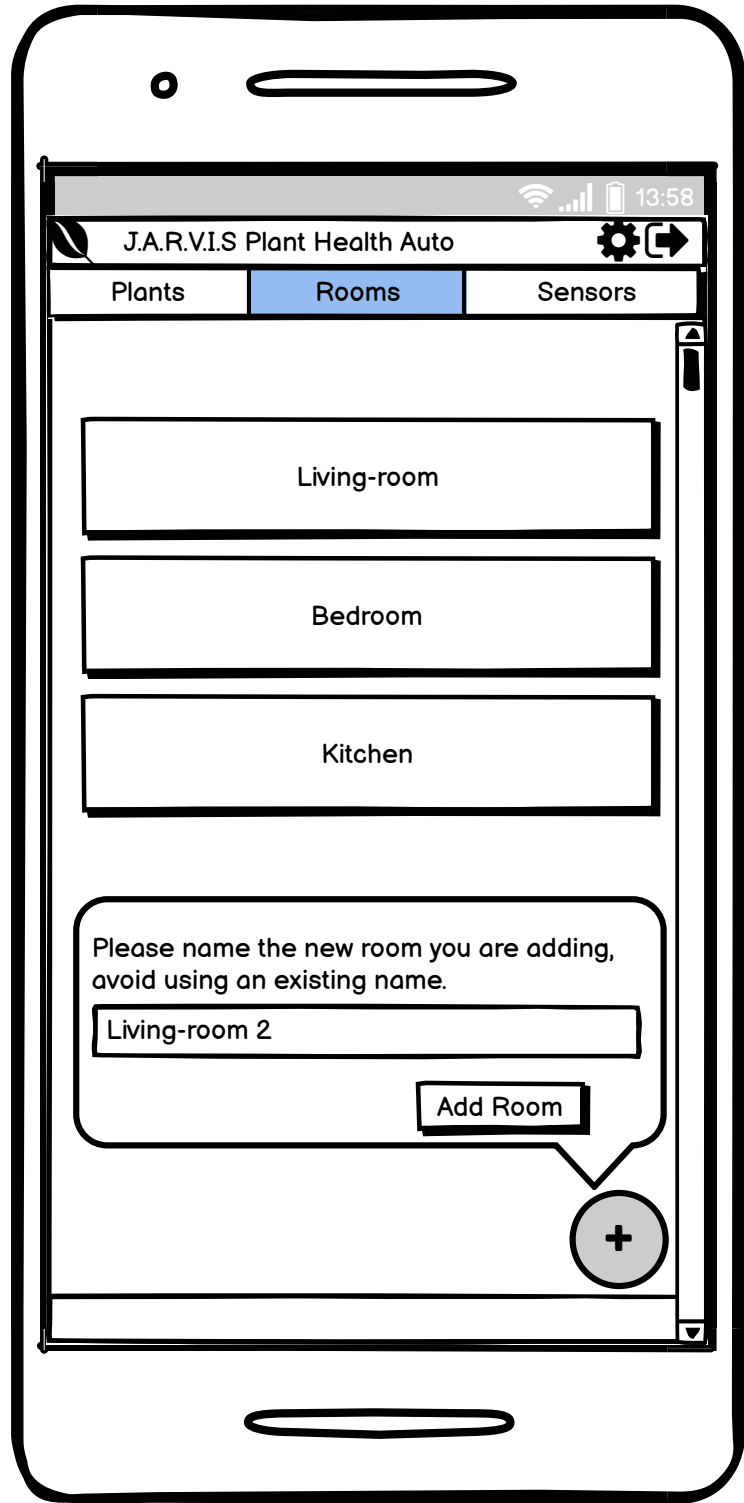 13:58
J.A.R.V.I.S Plant Health Auto
Plants Rooms Sensors
Living-room
Bedroom
Kitchen
Please name the new room you are adding,
avoid using an existing name.
Living-room 2
Add Room
+